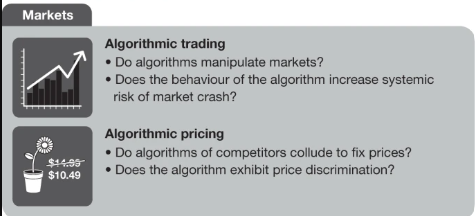 Markets
Algorithmic trading
• Do algorithms manipulate markets?
• Does the behaviour of the algorithm increase systemic
risk of market crash?
Algorithmic pricing
• Do algorithms of competitors collude to fix prices?
• Does the algorithm exhibit price discrimination?
$14.99
$10.49